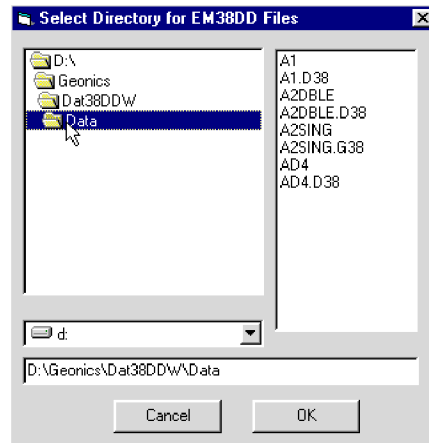 Select Directory for EM38DD Files
D:\
Geonics
Dat38DDW
Data
A1
A1.D38
A2DBLE
A2DBLE.D38
A2SING
A2SING.G38
AD4
AD4.D38
d:
D:\Geonics\Dat38DDW\Data
Cancel
OK